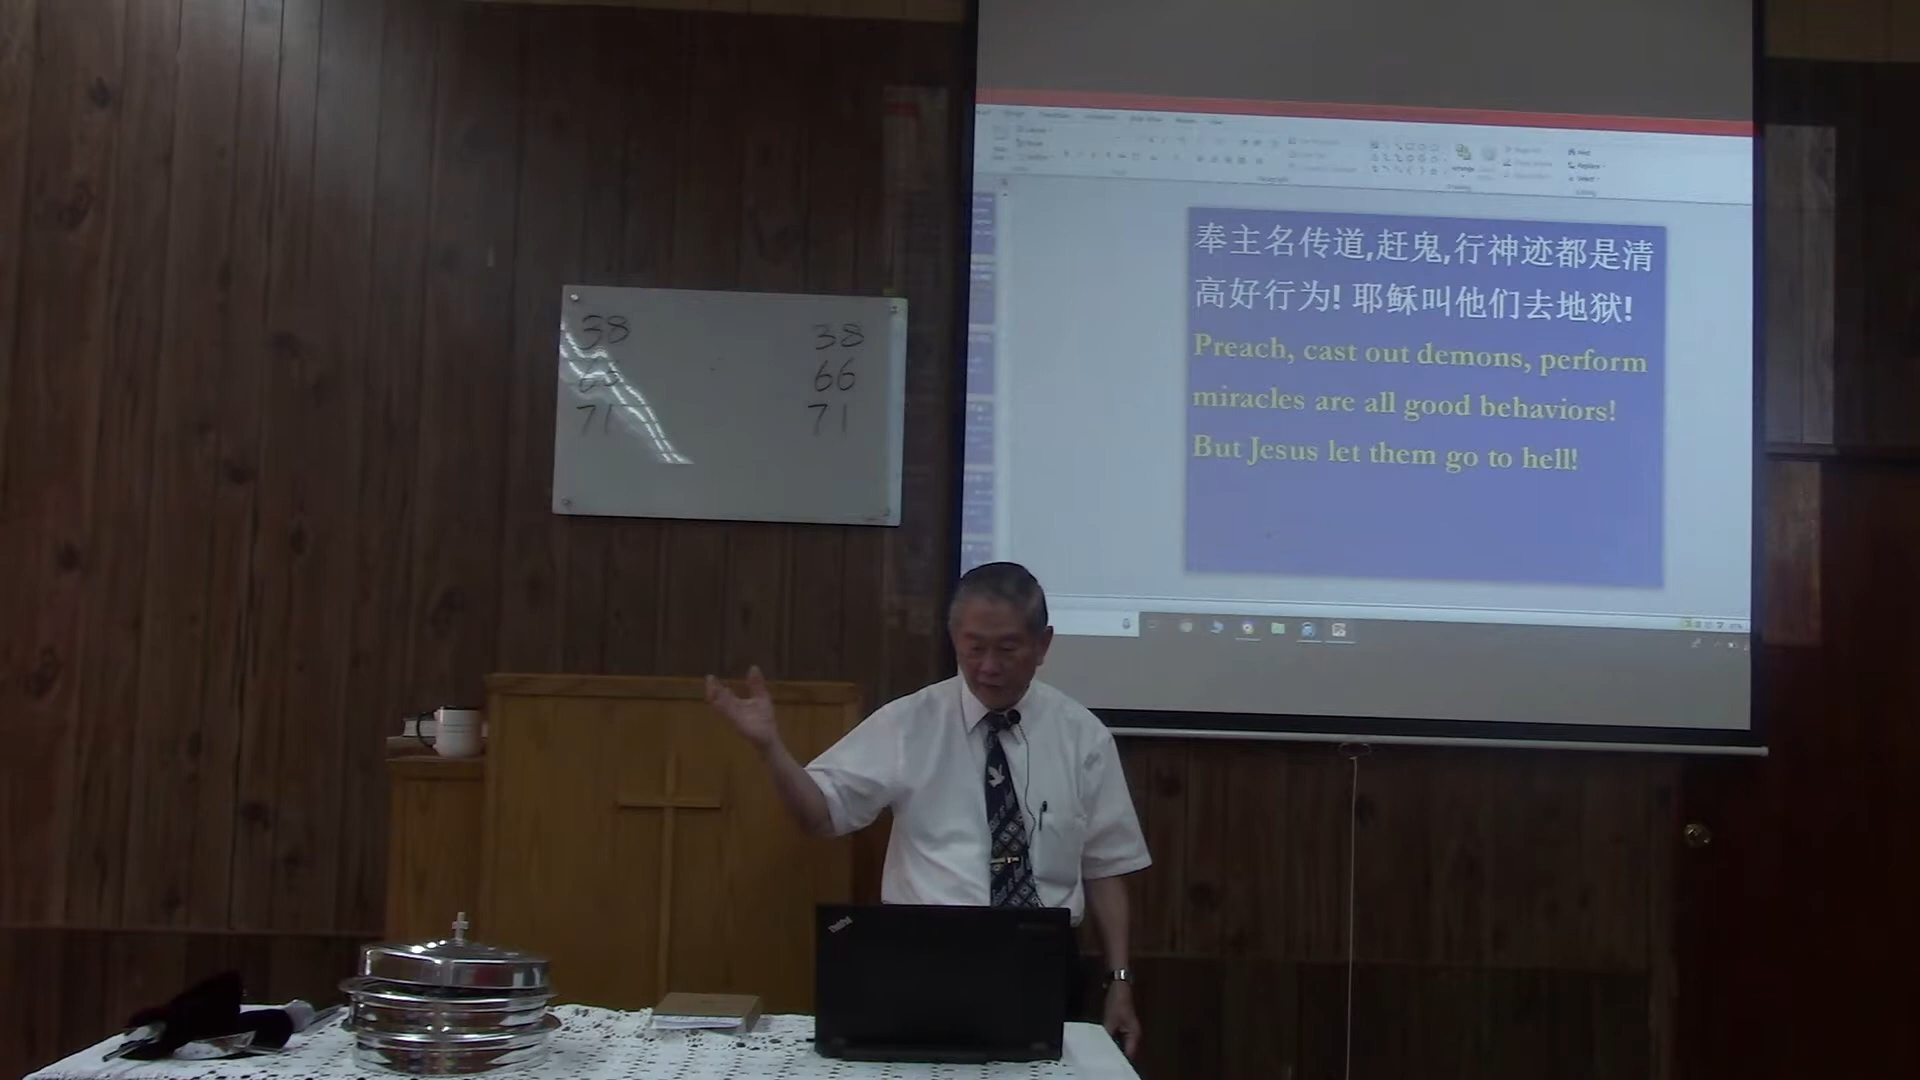 38 38
65 66
71 71
奉主名传道,赶鬼,行神迹都是清
高好行为! 耶稣叫他们去地狱!
Preach, cast out demons, perform
miracles are all good behaviors!
But Jesus let them go to hell!
ThinkPad